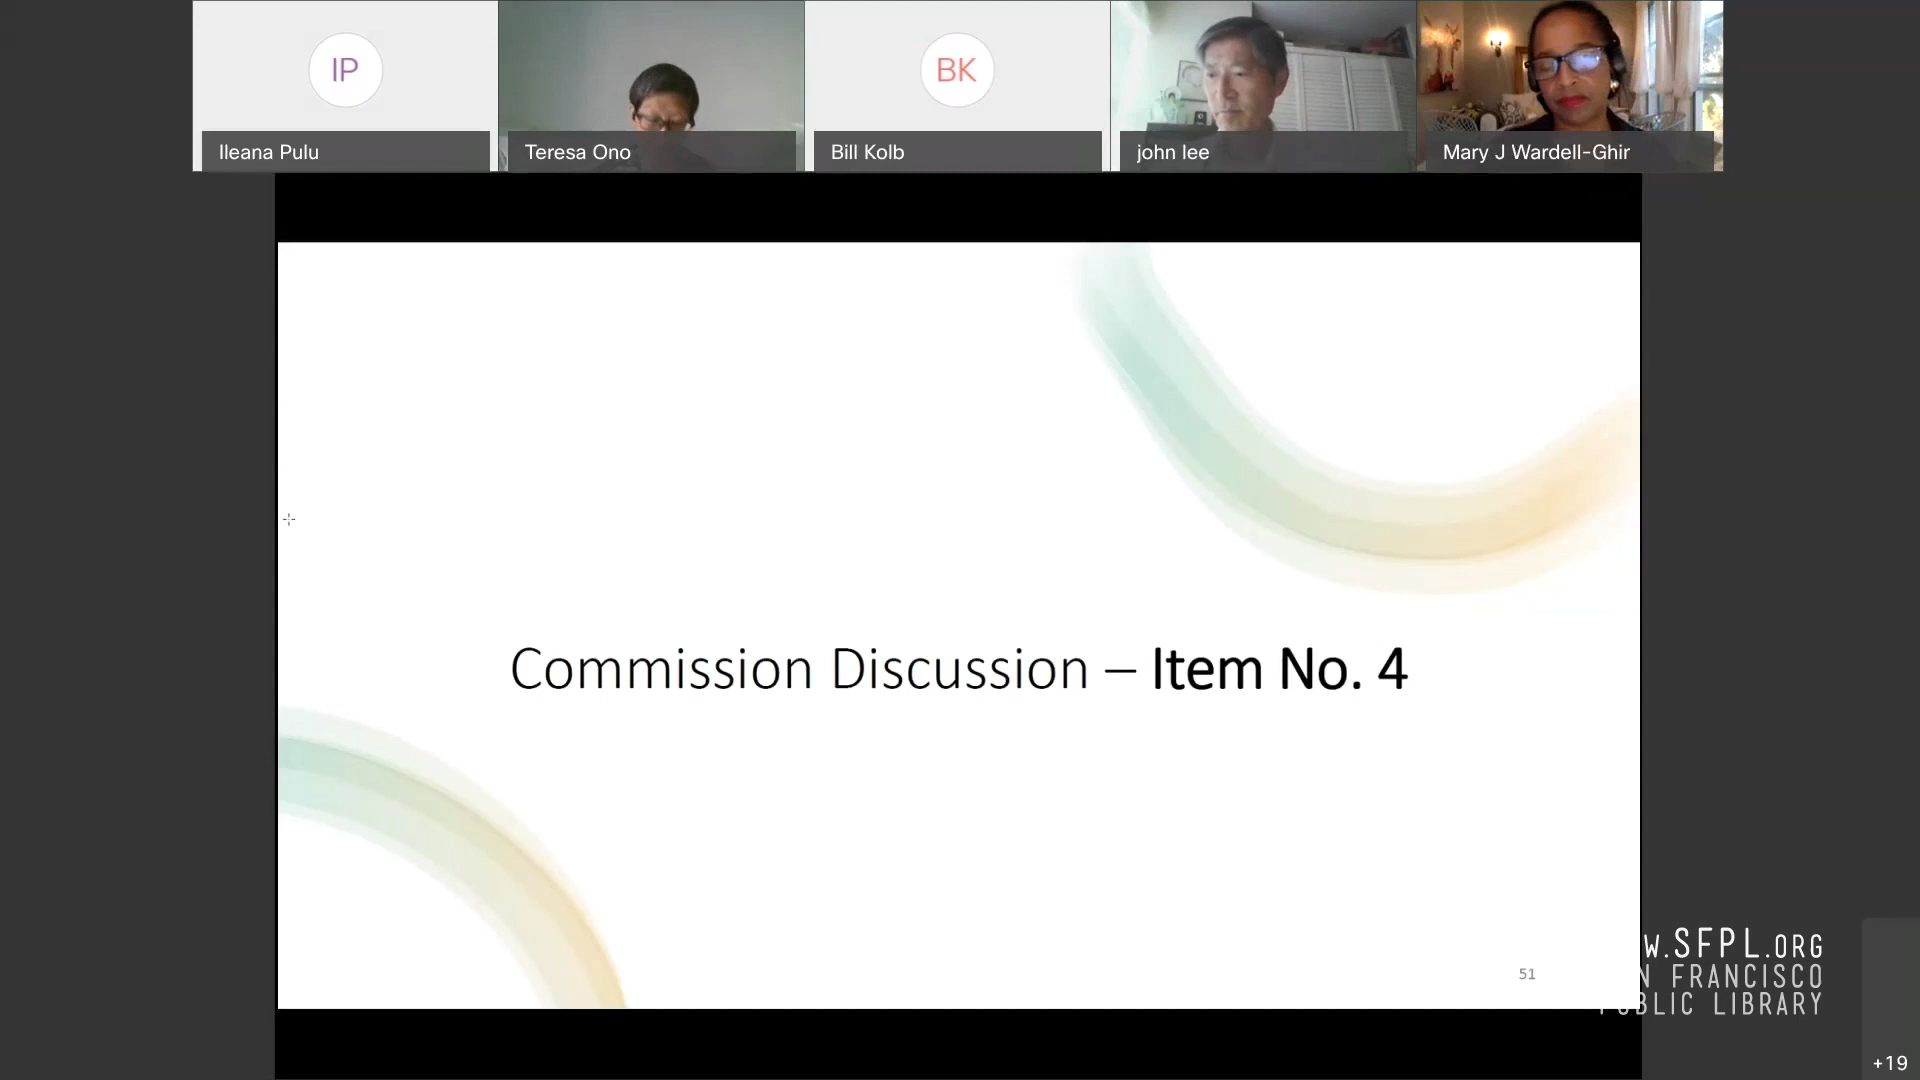 IP
BK
Ileana Pulu
Teresa Ono
Bill Kolb
john lee
Mary J Wardell-Ghir
Commission Discussion – Item No. 4
51
W.SFPL.ORG
N FRANCISCO
PUBLIC LIBRARY
+19